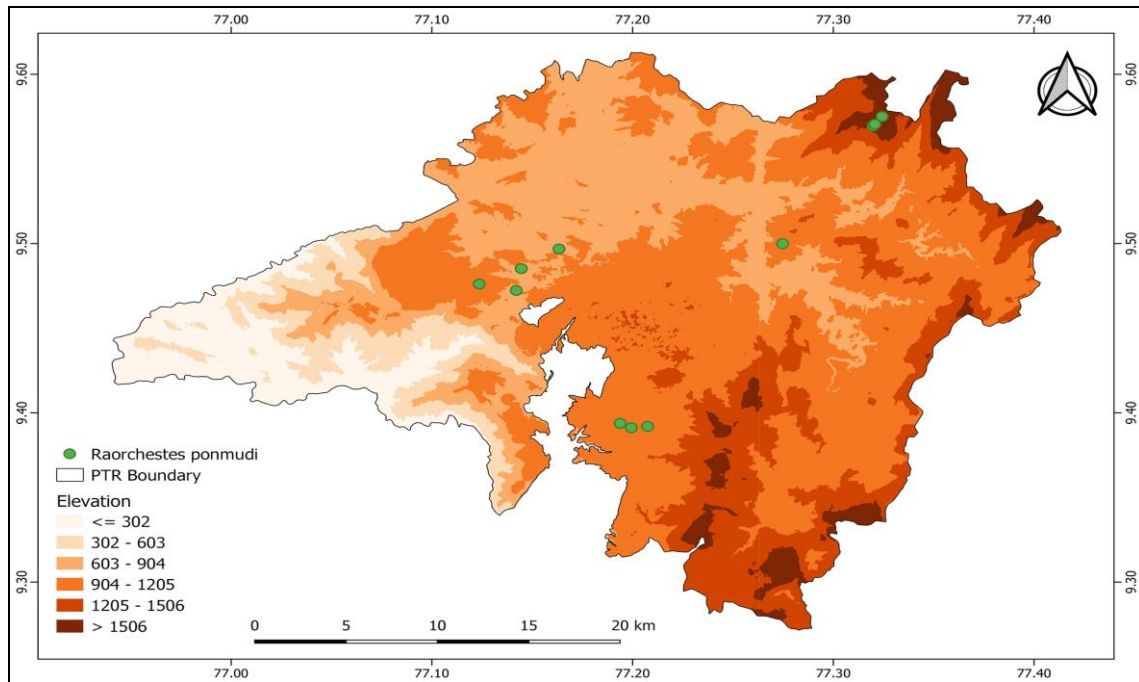 77.00 77.10 77.20 77.30 77.40
9.60 9.60
9.50 9.50
9.40 9.40
9.30 9.30
Raorchestes ponmudi
PTR Boundary
Elevation
<= 302
302 - 603
603 - 904
904 - 1205
1205 - 1506
> 1506
0 5 10 15 20 km
77.00 77.10 77.20 77.30 77.40